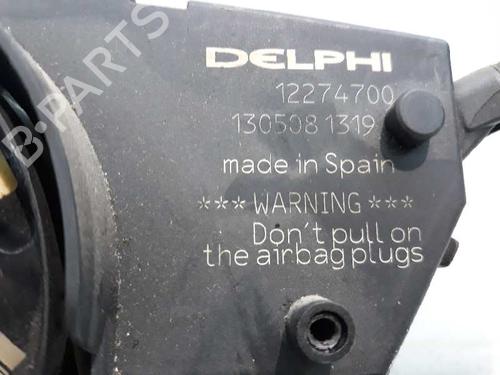 B-PARTS
DELPHI
12274700
130508 1319
made in Spain
*** WARNING ***
Don't pull on
the airbag plugs